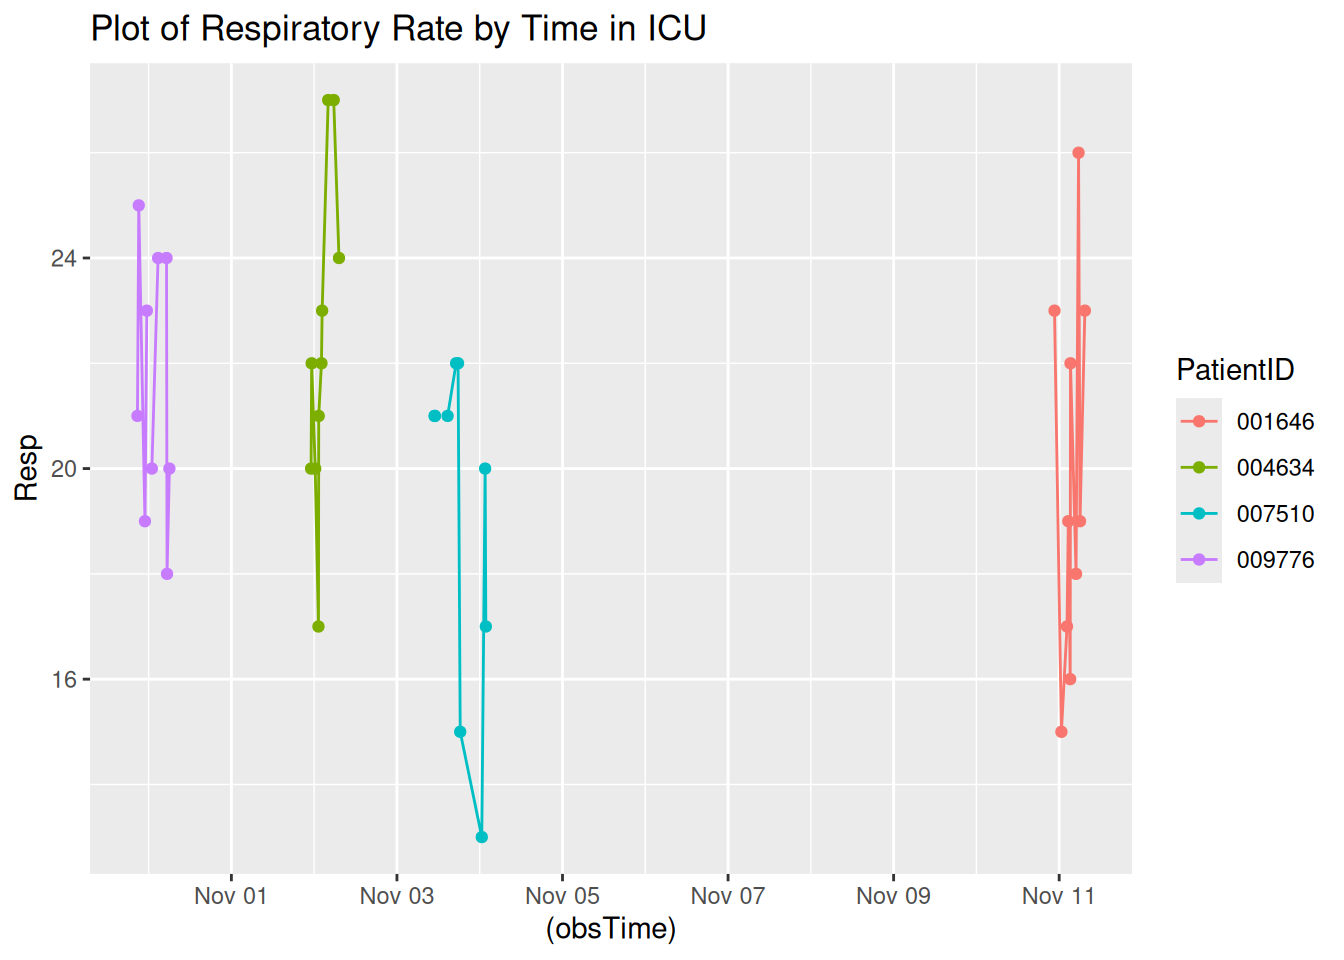 Plot of Respiratory Rate by Time in ICU
Resp
24
20
16
Nov 01 Nov 03 Nov 05 Nov 07 Nov 09 Nov 11
(obsTime)
PatientID
001646
004634
007510
009776